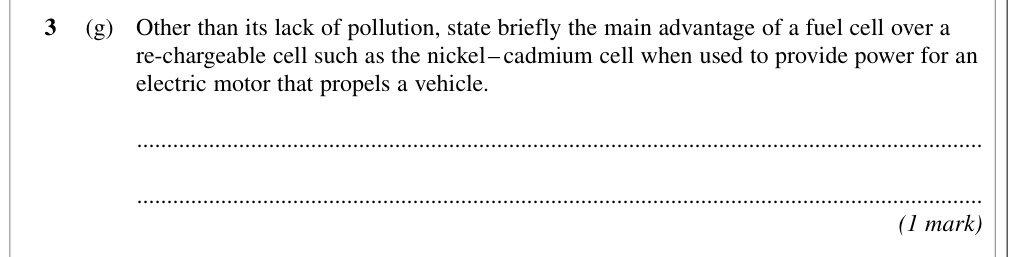 3 (g) Other than its lack of pollution, state briefly the main advantage of a fuel cell over a
re-chargeable cell such as the nickel–cadmium cell when used to provide power for an
electric motor that propels a vehicle.
................................................................................
................................................................................
(1 mark)